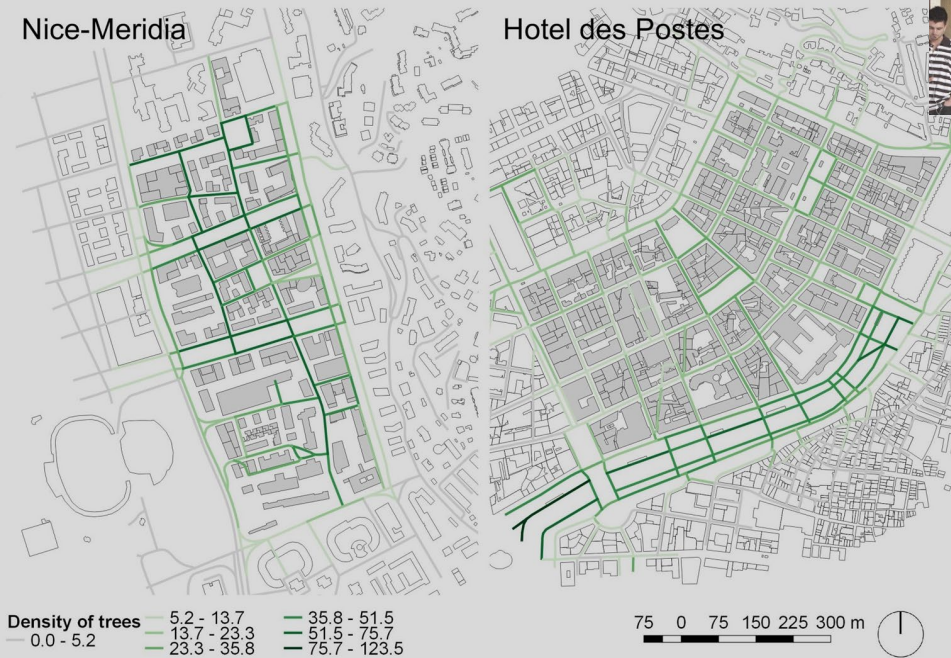 Nice-Meridia
Hotel des Postes
Density of trees
0.0 - 5.2
5.2 - 13.7
13.7 - 23.3
23.3 - 35.8
35.8 - 51.5
51.5 - 75.7
75.7 - 123.5
75 0 75 150 225 300 m